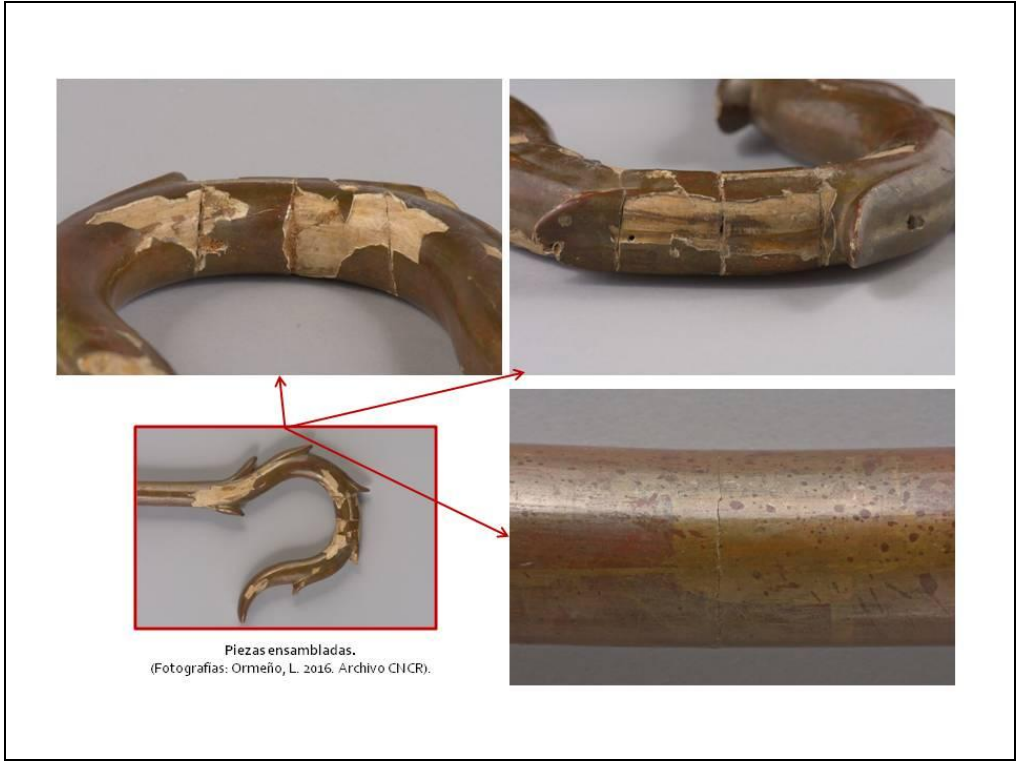 Piezas ensambladas.
(Fotografías: Ormeño, L. 2016. Archivo CNCR).